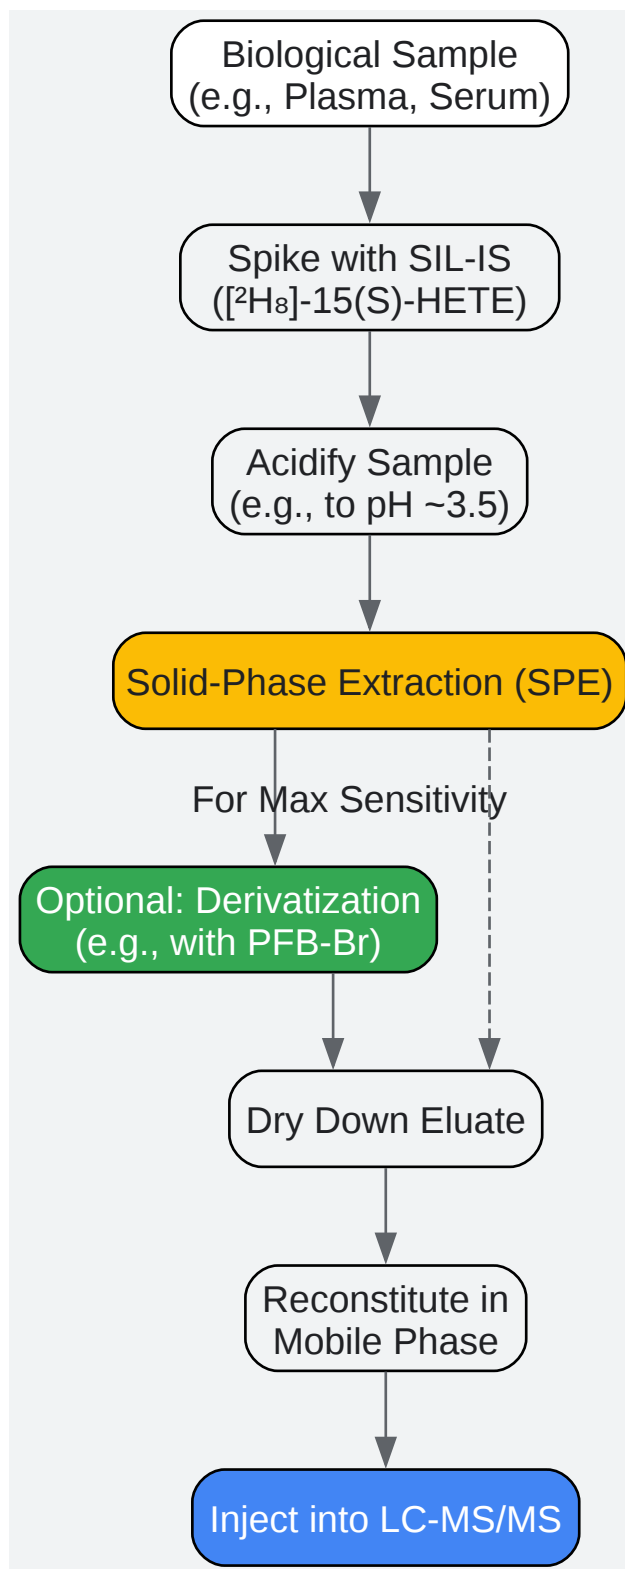 Biological Sample
(e.g., Plasma, Serum)
Spike with SIL-IS
([²H₈]-15(S)-HETE)
Acidify Sample
(e.g., to pH ~3.5)
Solid-Phase Extraction (SPE)
For Max Sensitivity
Optional: Derivatization
(e.g., with PFB-Br)
Dry Down Eluate
Reconstitute in
Mobile Phase
Inject into LC-MS/MS